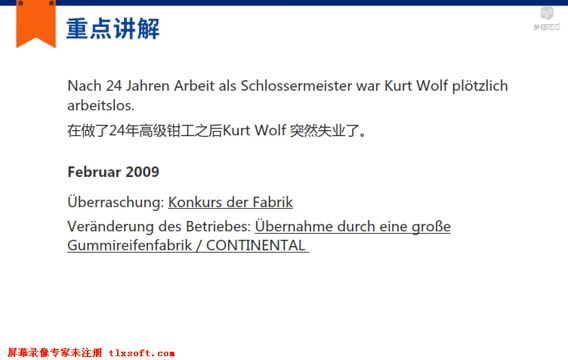 重点讲解
Nach 24 Jahren Arbeit als Schlossermeister war Kurt Wolf plötzlich
arbeitslos.
在做了24年高级钳工之后Kurt Wolf 突然失业了。
Februar 2009
Überraschung: Konkurs der Fabrik
Veränderung des Betriebes: Übernahme durch eine große
Gummireifenfabrik / CONTINENTAL
屏幕录像专家未注册 tlxsoft.com